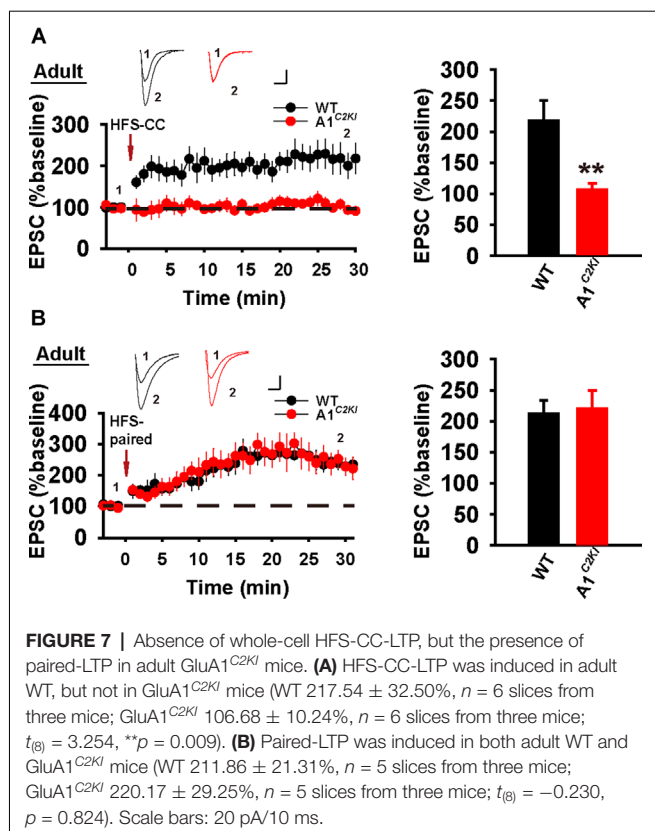 A
Adult
1
2
1
2
HFS-CC
WT
A1C2KI
2
1
300
200
100
0
EPSC (%baseline)
0 5 10 15 20 25 30
Time (min)
250
200
150
100
50
0
EPSC (%baseline)
**
WT
A1C2KI
B
Adult
1
2
1
2
HFS-
paired
WT
A1C2KI
2
1
400
300
200
100
0
EPSC (%baseline)
0 5 10 15 20 25 30
Time (min)
250
200
150
100
50
0
EPSC (%baseline)
WT
A1C2KI
FIGURE 7 | Absence of whole-cell HFS-CC-LTP, but the presence of
paired-LTP in adult GluA1C2KI mice. (A) HFS-CC-LTP was induced in adult
WT, but not in GluA1C2KI mice (WT 217.54 ± 32.50%, n = 6 slices from
three mice; GluA1C2KI 106.68 ± 10.24%, n = 6 slices from three mice;
t(8) = 3.254, **p = 0.009). (B) Paired-LTP was induced in both adult WT and
GluA1C2KI mice (WT 211.86 ± 21.31%, n = 5 slices from three mice;
GluA1C2KI 220.17 ± 29.25%, n = 5 slices from three mice; t(8) = −0.230,
p = 0.824). Scale bars: 20 pA/10 ms.